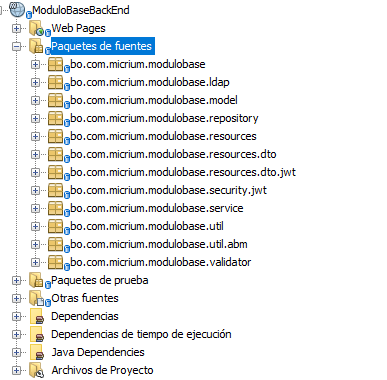 ModuloBaseBackEnd
Web Pages
Paquetes de fuentes
bo.com.micrium.modulobase
bo.com.micrium.modulobase.ldap
bo.com.micrium.modulobase.model
bo.com.micrium.modulobase.repository
bo.com.micrium.modulobase.resources
bo.com.micrium.modulobase.resources.dto
bo.com.micrium.modulobase.resources.dto.jwt
bo.com.micrium.modulobase.security.jwt
bo.com.micrium.modulobase.service
bo.com.micrium.modulobase.util
bo.com.micrium.modulobase.util.abm
bo.com.micrium.modulobase.validator
Paquetes de prueba
Otras fuentes
Dependencias
Dependencias de tiempo de ejecución
Java Dependencies
Archivos de Proyecto